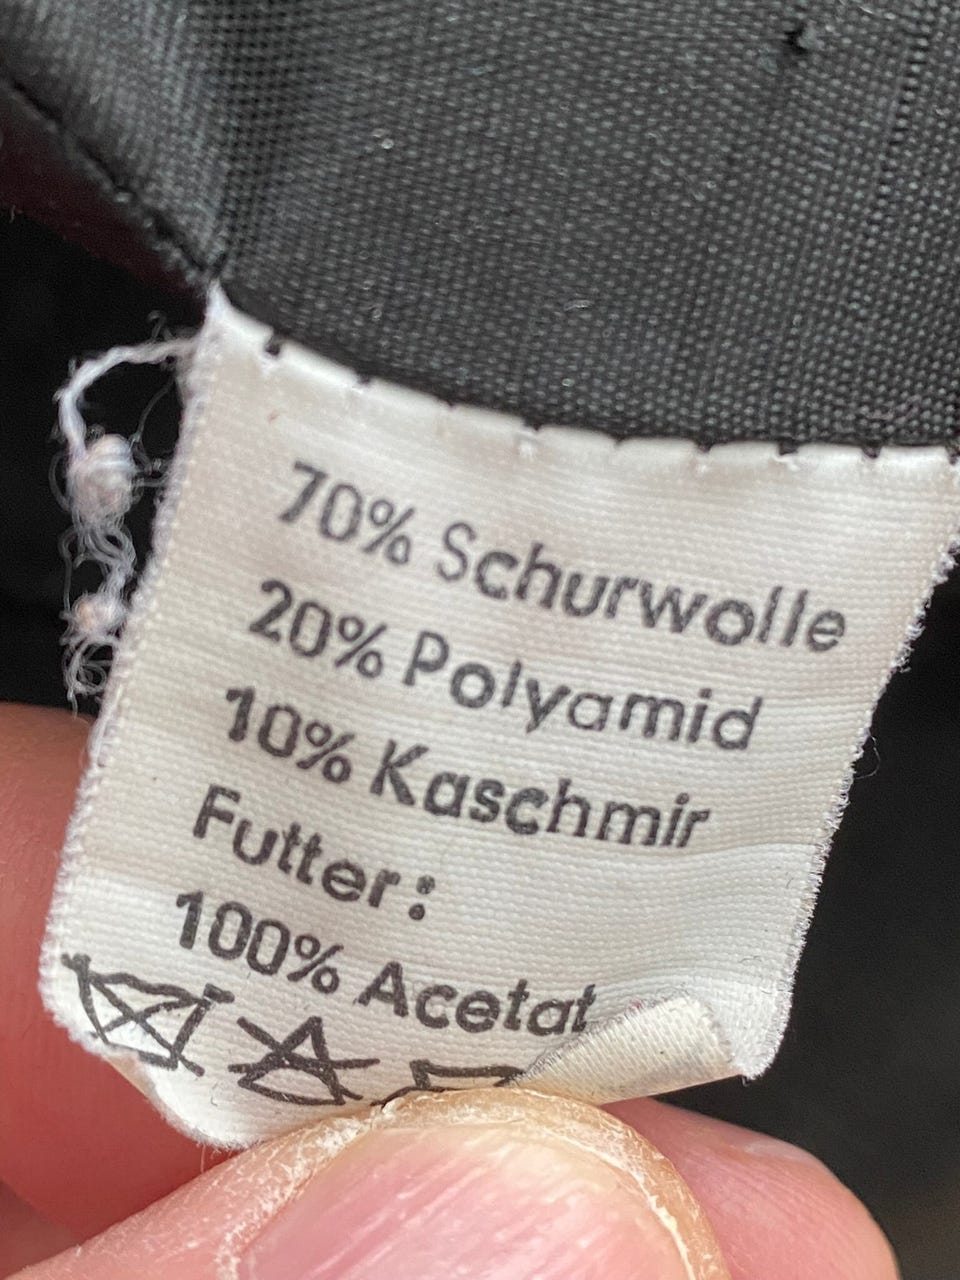 70% Schurwolle
20% Polyamid
10% Kaschmir
Futter:
100% Acetat